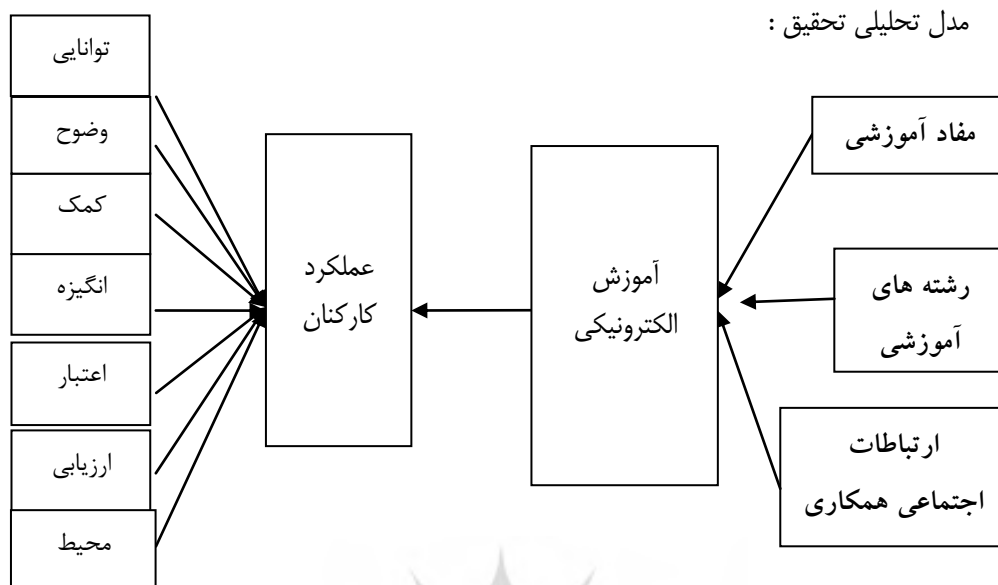 مدل تحلیلی تحقیق :
مفاد آموزشی
رشته های
آموزشی
ارتباطات
اجتماعی همکاری
آموزش
الکترونیکی
عملکرد
کارکنان
توانایی
وضوح
کمک
انگیزه
اعتبار
ارزیابی
محیط